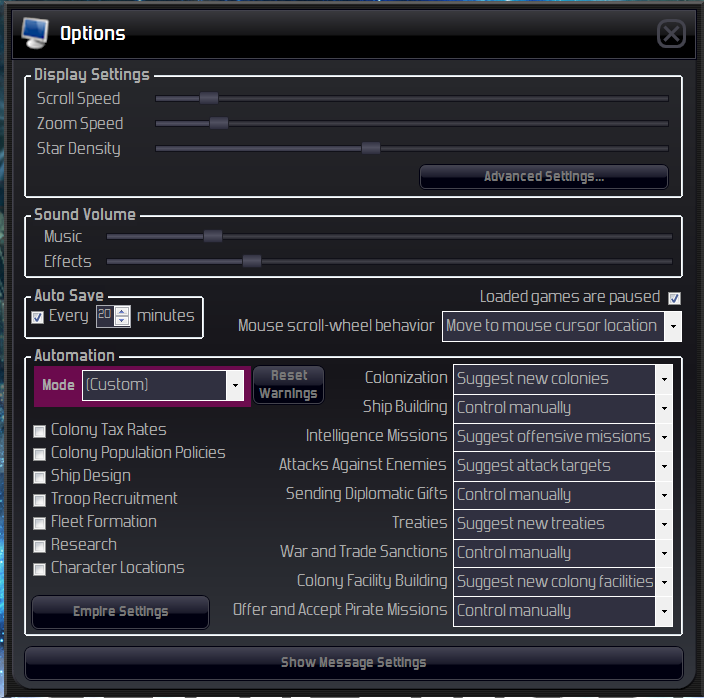 Options
Display Settings
Scroll Speed
Zoom Speed
Star Density
Advanced Settings...
Sound Volume
Music
Effects
Auto Save
Every 20 minutes
Loaded games are paused
Mouse scroll-wheel behavior Move to mouse cursor location
Automation
Mode (Custom)
Reset
Warnings
Colony Tax Rates
Colony Population Policies
Ship Design
Troop Recruitment
Fleet Formation
Research
Character Locations
Empire Settings
Colonization Suggest new colonies
Ship Building Control manually
Intelligence Missions Suggest offensive missions
Attacks Against Enemies Suggest attack targets
Sending Diplomatic Gifts Control manually
Treaties Suggest new treaties
War and Trade Sanctions Control manually
Colony Facility Building Suggest new colony facilities
Offer and Accept Pirate Missions Control manually
Show Message Settings